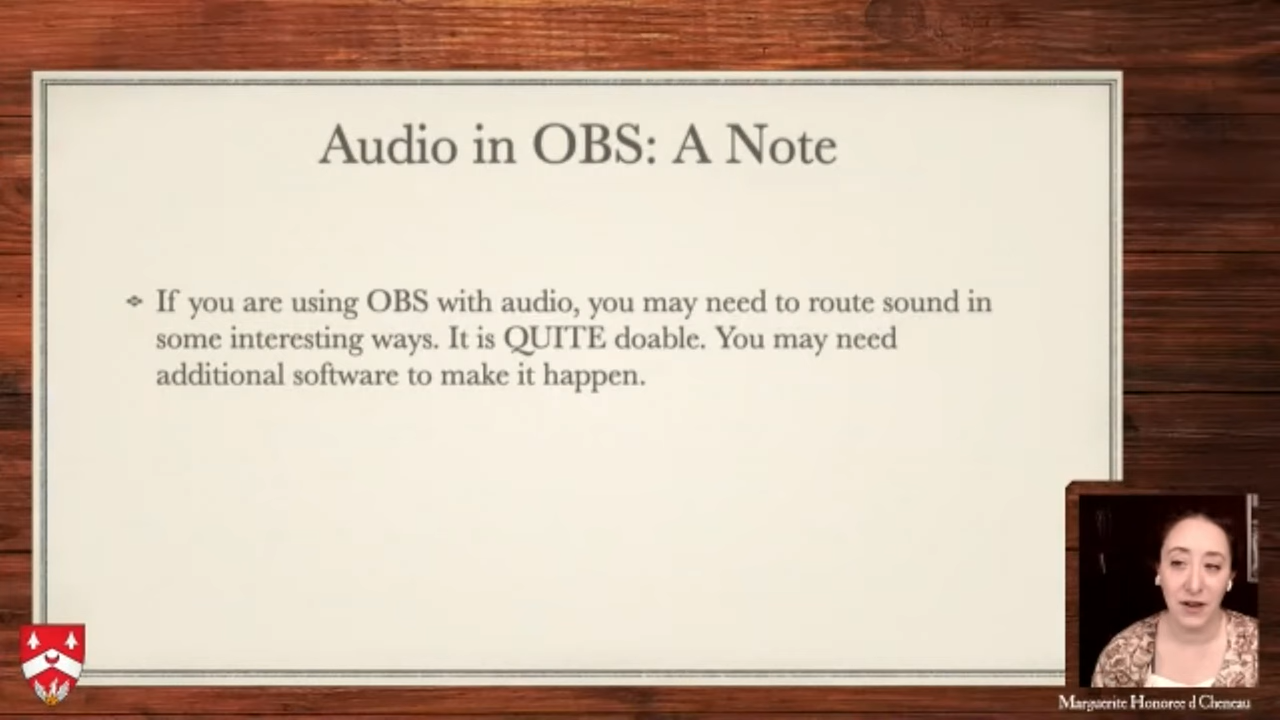 Audio in OBS: A Note
If you are using OBS with audio, you may need to route sound in
some interesting ways. It is QUITE doable. You may need
additional software to make it happen.
Marguerite Honoree d Cheneau